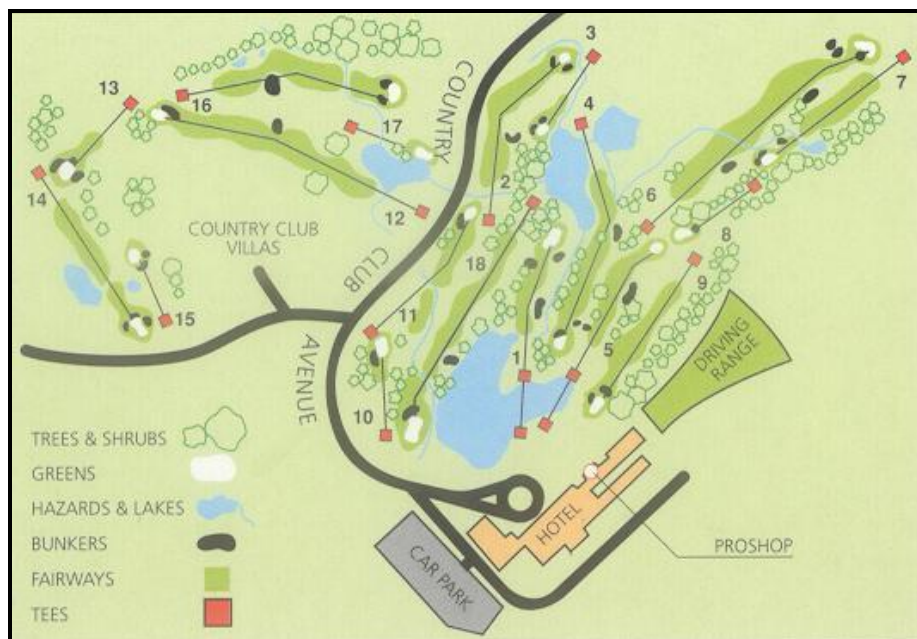 3
COUNTRY
7
13
16
4
17
14
2
6
12
8
COUNTRY CLUB
VILLAS
CLUB
18
9
15
11
DRIVING
RANGE
AVENUE
1
5
10
TREES & SHRUBS
GREENS
HAZARDS & LAKES
HOTEL
BUNKERS
PROSHOP
CAR PARK
FAIRWAYS
TEES